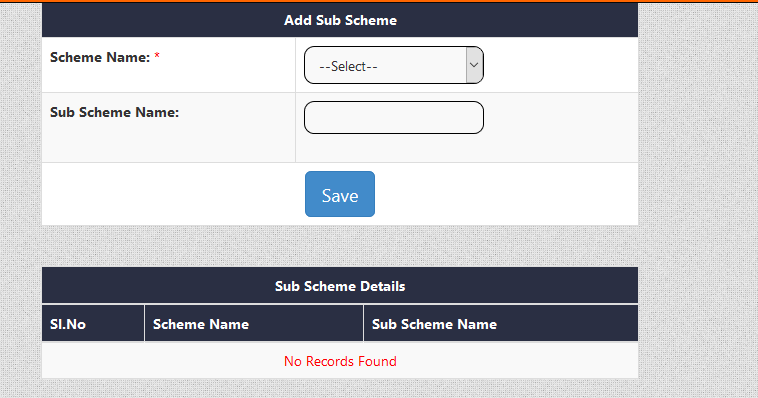 Add Sub Scheme
Scheme Name: *
--Select--
Sub Scheme Name:
Save
Sub Scheme Details
Sl.No Scheme Name Sub Scheme Name
No Records Found